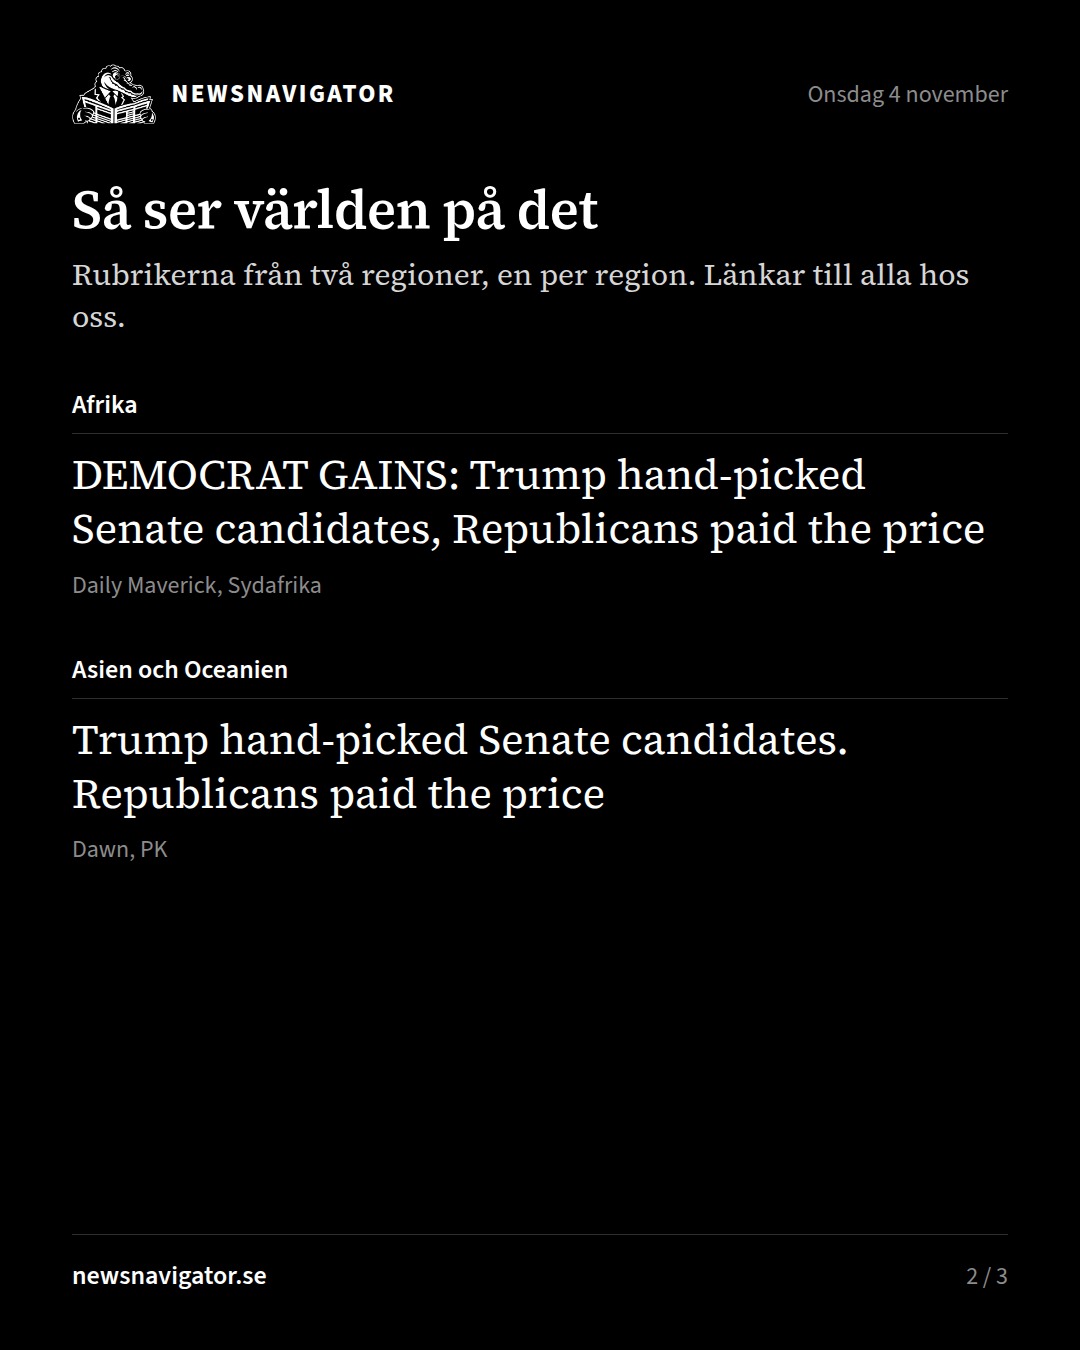 NEWSNAVIGATOR
Onsdag 4 november
Så ser världen på det
Rubrikerna från två regioner, en per region. Länkar till alla hos
oss.
Afrika
DEMOCRAT GAINS: Trump hand-picked
Senate candidates, Republicans paid the price
Daily Maverick, Sydafrika
Asien och Oceanien
Trump hand-picked Senate candidates.
Republicans paid the price
Dawn, PK
newsnavigator.se
2 / 3